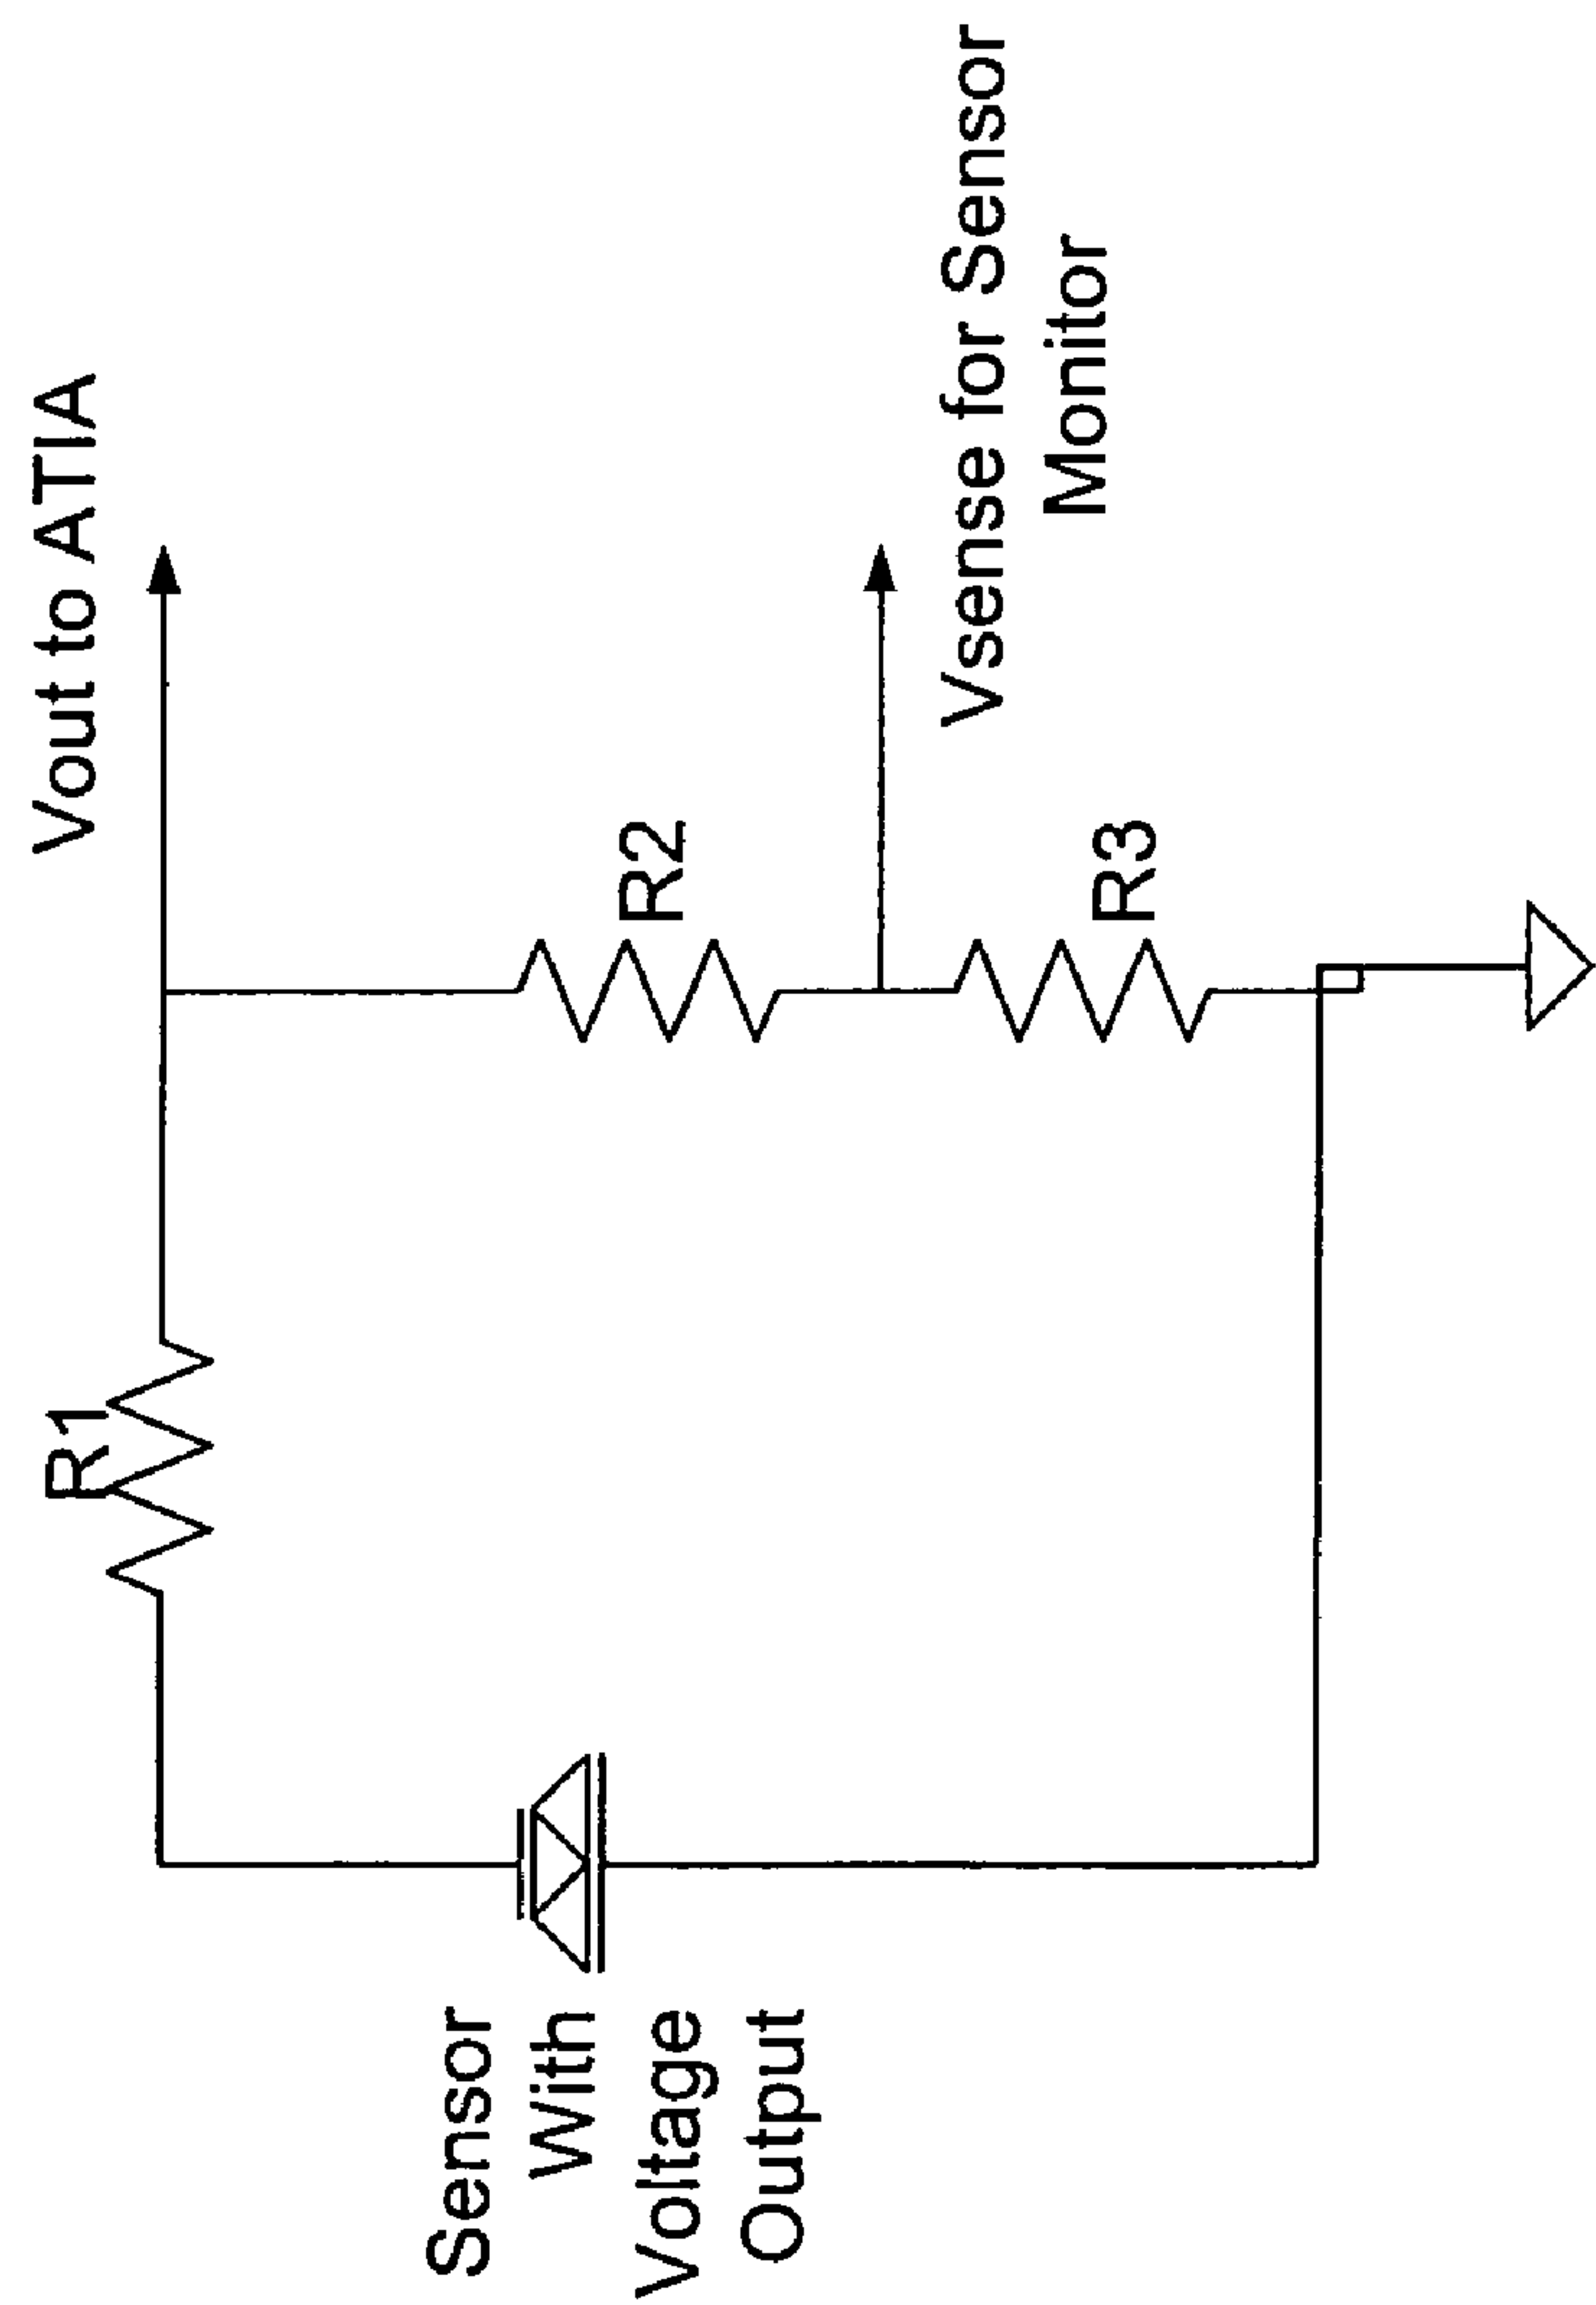 Vout to ATIA
R1
R2
Vsense for Sensor
Monitor
R3
Sensor
With
Voltage
Output